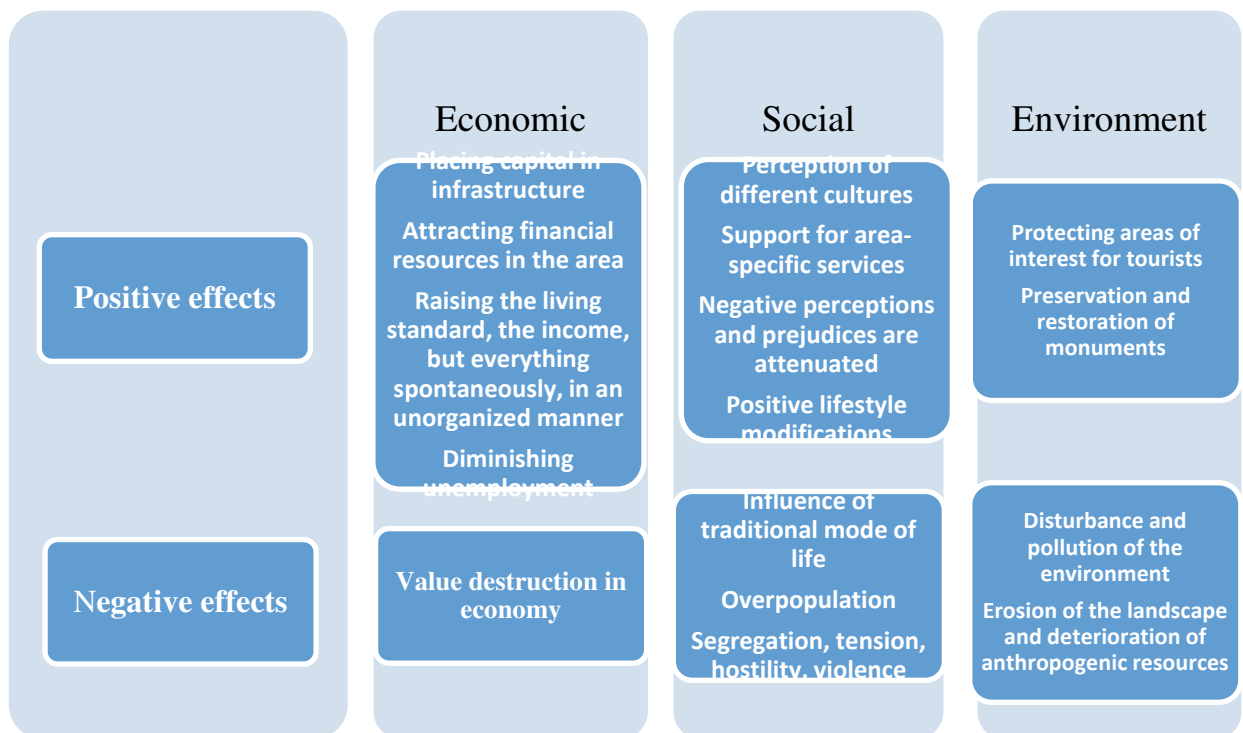 Economic
Social
Environment
Positive effects
Placing capital in
infrastructure
Attracting financial
resources in the area
Raising the living
standard, the income,
but everything
spontaneously, in an
unorganized manner
Diminishing
unemployment
Perception of
different cultures
Support for area-
specific services
Negative perceptions
and prejudices are
attenuated
Positive lifestyle
modifications
Protecting areas of
interest for tourists
Preservation and
restoration of
monuments
Negative effects
Value destruction in
economy
Influence of
traditional mode of
life
Overpopulation
Segregation, tension,
hostility, violence
Disturbance and
pollution of the
environment
Erosion of the landscape
and deterioration of
anthropogenic resources